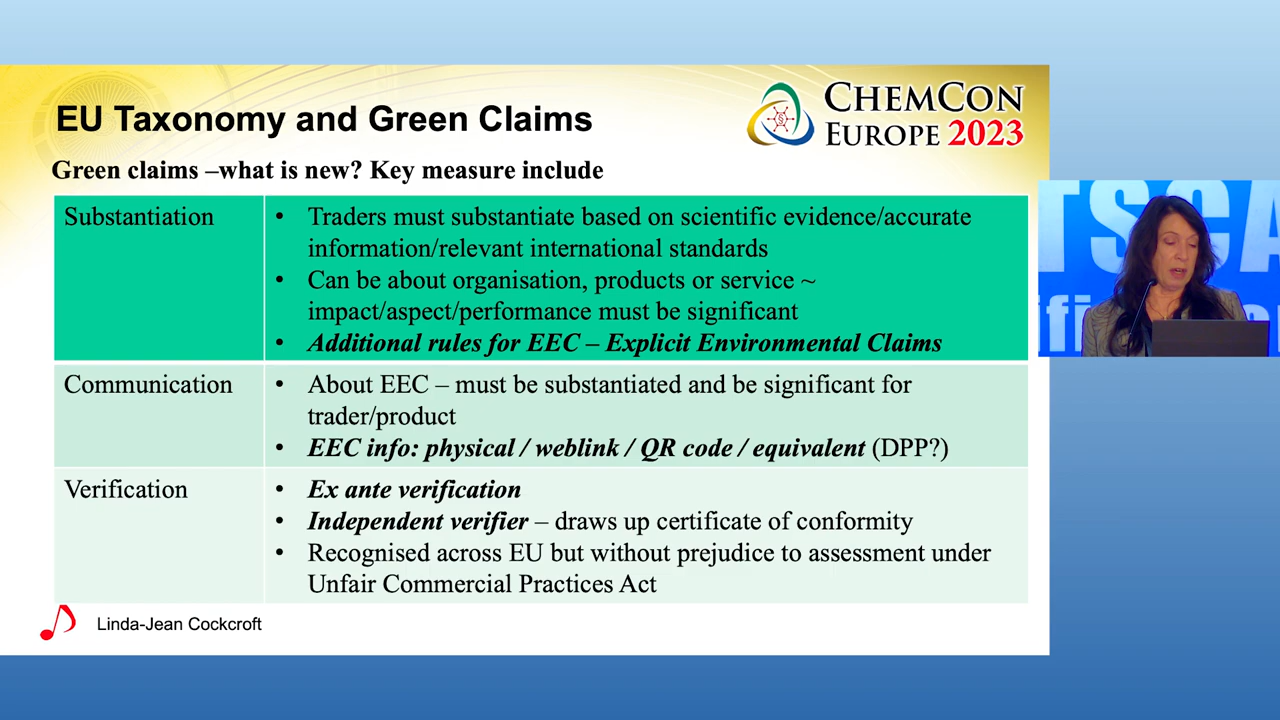 EU Taxonomy and Green Claims
CHEMCON
EUROPE 2023
Green claims –what is new? Key measure include
Substantiation
• Traders must substantiate based on scientific evidence/accurate
information/relevant international standards
• Can be about organisation, products or service ~
impact/aspect/performance must be significant
• Additional rules for EEC – Explicit Environmental Claims
Communication
• About EEC – must be substantiated and be significant for
trader/product
• EEC info: physical / weblink / QR code / equivalent (DPP?)
Verification
• Ex ante verification
• Independent verifier – draws up certificate of conformity
• Recognised across EU but without prejudice to assessment under
Unfair Commercial Practices Act
Linda-Jean Cockcroft
TSCA